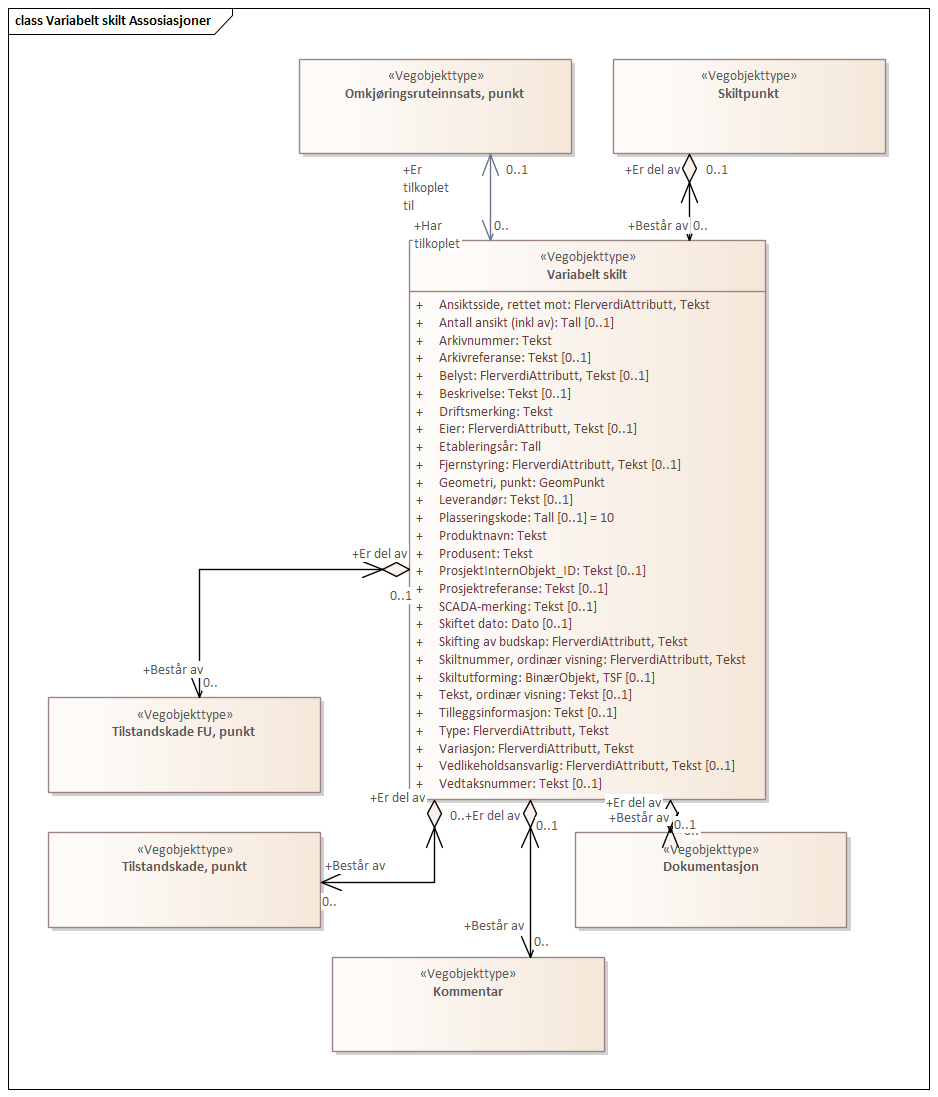 class Variabelt skilt Assosiasjoner
«Vegobjekttype»
Omkjøringsruteinnsats, punkt
«Vegobjekttype»
Skiltpunkt
+Er
tilkoplet
til
0..1
+Er del av
0..1
+Har
tilkoplet
0..
+Består av
0..
«Vegobjekttype»
Variabelt skilt
+ Ansiktsside, rettet mot: FlerverdiAttributt, Tekst
+ Antall ansikt (inkl av): Tall [0..1]
+ Arkivnummer: Tekst
+ Arkivreferanse: Tekst [0..1]
+ Belyst: FlerverdiAttributt, Tekst [0..1]
+ Beskrivelse: Tekst [0..1]
+ Driftsmerking: Tekst
+ Eier: FlerverdiAttributt, Tekst [0..1]
+ Etableringsår: Tall
+ Fjernstyring: FlerverdiAttributt, Tekst [0..1]
+ Geometri, punkt: GeomPunkt
+ Leverandør: Tekst [0..1]
+ Plasseringskode: Tall [0..1] = 10
+ Produktnavn: Tekst
+ Produsent: Tekst
+ ProsjektInternObjekt_ID: Tekst [0..1]
+ Prosjektreferanse: Tekst [0..1]
+ SCADA-merking: Tekst [0..1]
+ Skiftet dato: Dato [0..1]
+ Skifting av budskap: FlerverdiAttributt, Tekst
+ Skiltnummer, ordinær visning: FlerverdiAttributt, Tekst
+ Skiltutforming: BinærObjekt, TSF [0..1]
+ Tekst, ordinær visning: Tekst [0..1]
+ Tilleggsinformasjon: Tekst [0..1]
+ Type: FlerverdiAttributt, Tekst
+ Variasjon: FlerverdiAttributt, Tekst
+ Vedlikeholdsansvarlig: FlerverdiAttributt, Tekst [0..1]
+ Vedtaksnummer: Tekst [0..1]
+Er del av
0..1
+Består av
0..
«Vegobjekttype»
Tilstandskade FU, punkt
+Er del av
0..
+Er del av
0..1
+Er del av
+Består av
0..1
«Vegobjekttype»
Tilstandskade, punkt
+Består av
0..
«Vegobjekttype»
Dokumentasjon
+Består av
0..
«Vegobjekttype»
Kommentar